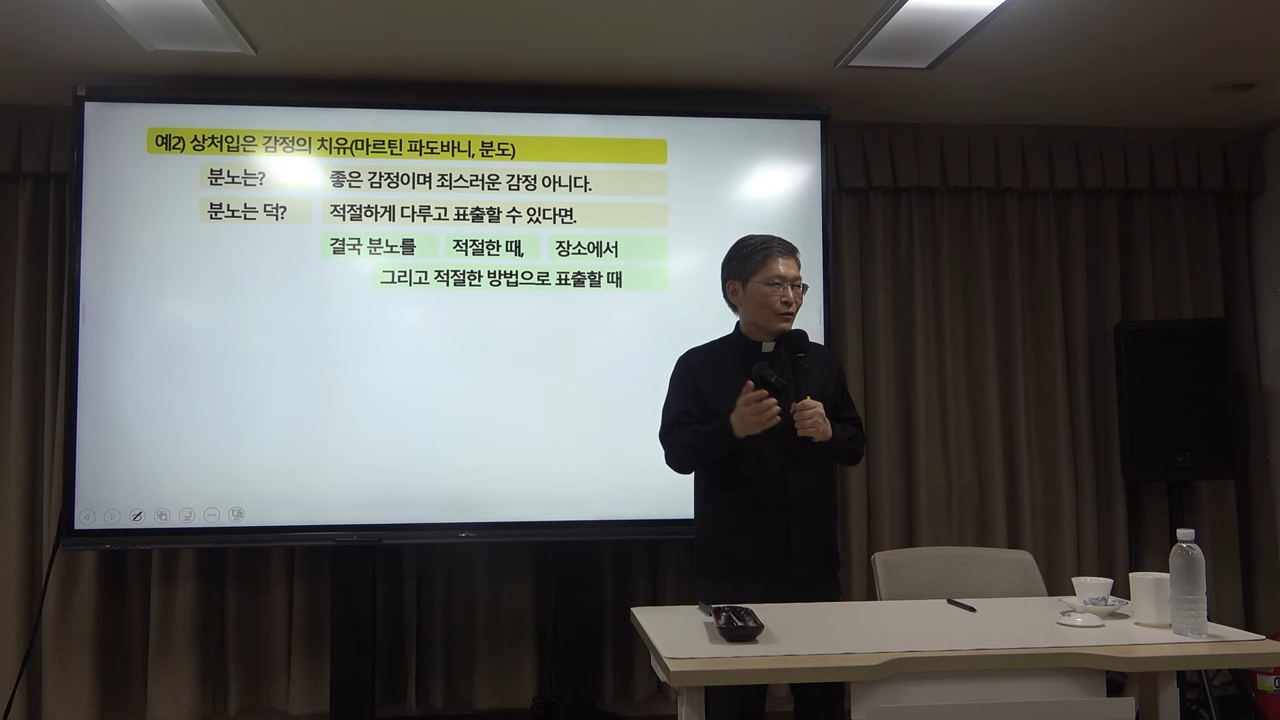 예2) 상처입은 감정의 치유(마르틴 파도바니, 분도)
분노는? 좋은 감정이며 죄스러운 감정 아니다.
분노는 덕? 적절하게 다루고 표출할 수 있다면.
결국 분노를 적절한 때, 장소에서
그리고 적절한 방법으로 표출할 때